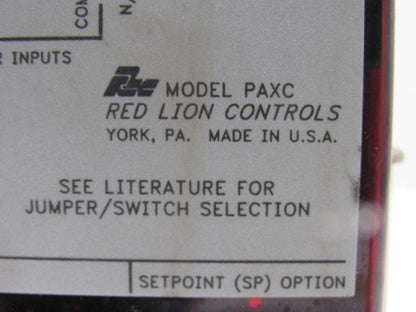 COM
N/
R INPUTS
MODEL PAXC
RED LION CONTROLS
YORK, PA. MADE IN U.S.A.
SEE LITERATURE FOR
JUMPER/SWITCH SELECTION
SETPOINT (SP) OPTION